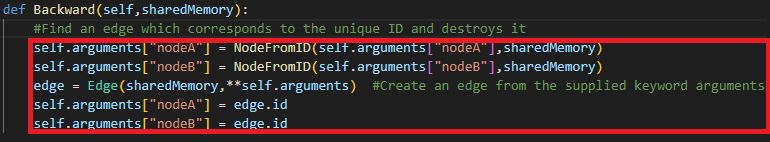 def Backward(self,sharedMemory):
#Find an edge which corresponds to the unique ID and destroys it
self.arguments["nodeA"] = NodeFromID(self.arguments["nodeA"],sharedMemory)
self.arguments["nodeB"] = NodeFromID(self.arguments["nodeB"],sharedMemory)
edge = Edge(sharedMemory,**self.arguments) #Create an edge from the supplied keyword arguments
self.arguments["nodeA"] = edge.id
self.arguments["nodeB"] = edge.id